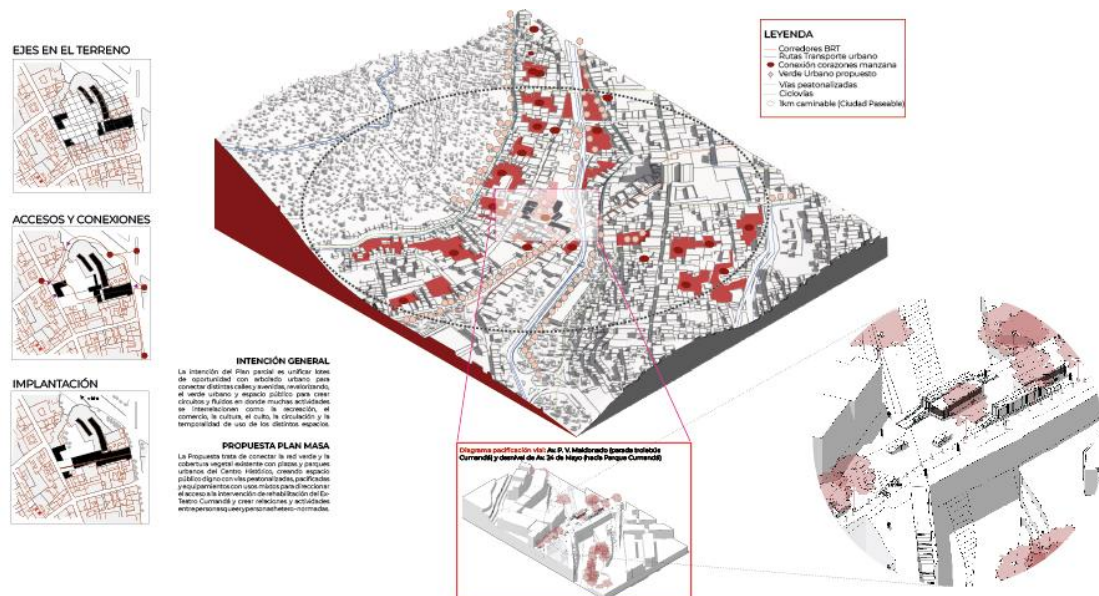 EJES EN EL TERRENO
ACCESOS Y CONEXIONES
IMPLANTACIÓN
INTENCIÓN GENERAL
La intención del Plan parcial es unificar lotes
de oportunidad con arbolado urbano para
conectar distintas calles y avenidas, revalorizando,
el verde urbano y espacio público para crear
circuitos y fluidos en donde muchas actividades
se interrelacionen como la recreación, el
comercio, la cultura, el culto, la circulación y la
temporalidad de uso de los distintos espacios.
PROPUESTA PLAN MASA
La Propuesta trata de conectar la red verde y la
cobertura vegetal existente con plazas y parques
urbanos del Centro Histórico, creando espacio
público digno con vías peatonalizadas, pacificadas
y equipamientos con usos mixtos para direccionar
el acceso a la intervención de rehabilitación del Ex-
Teatro Cumandá y crear relaciones y actividades
entre personas queer y personas hetero-normadas.
LEYENDA
Corredores BRT
Rutas Transporte urbano
Conexión corazones manzana
Verde Urbano propuesto
Vías peatonalizadas
Ciclovías
1km caminable (Ciudad Paseable)
Diagrama pacificación vial: Av. P. V. Maldonado (parada trolebús
Cumandá) y desnivel de Av. 24 de Mayo (hacia Parque Cumandá)